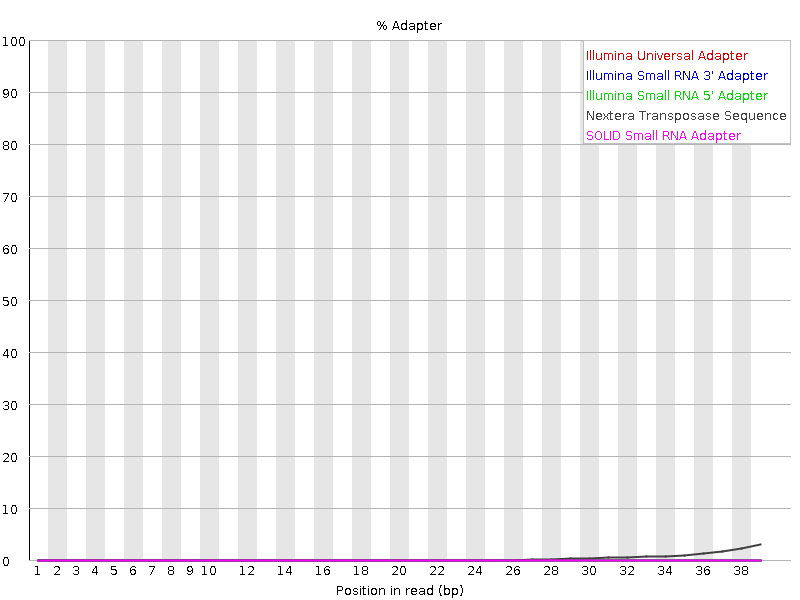 % Adapter
100
90
80
70
60
50
40
30
20
10
0
Illumina Universal Adapter
Illumina Small RNA 3' Adapter
Illumina Small RNA 5' Adapter
Nextera Transposase Sequence
SOLID Small RNA Adapter
1 2 3 4 5 6 7 8 9 10 12 14 16 18 20 22 24 26 28 30 32 34 36 38
Position in read (bp)